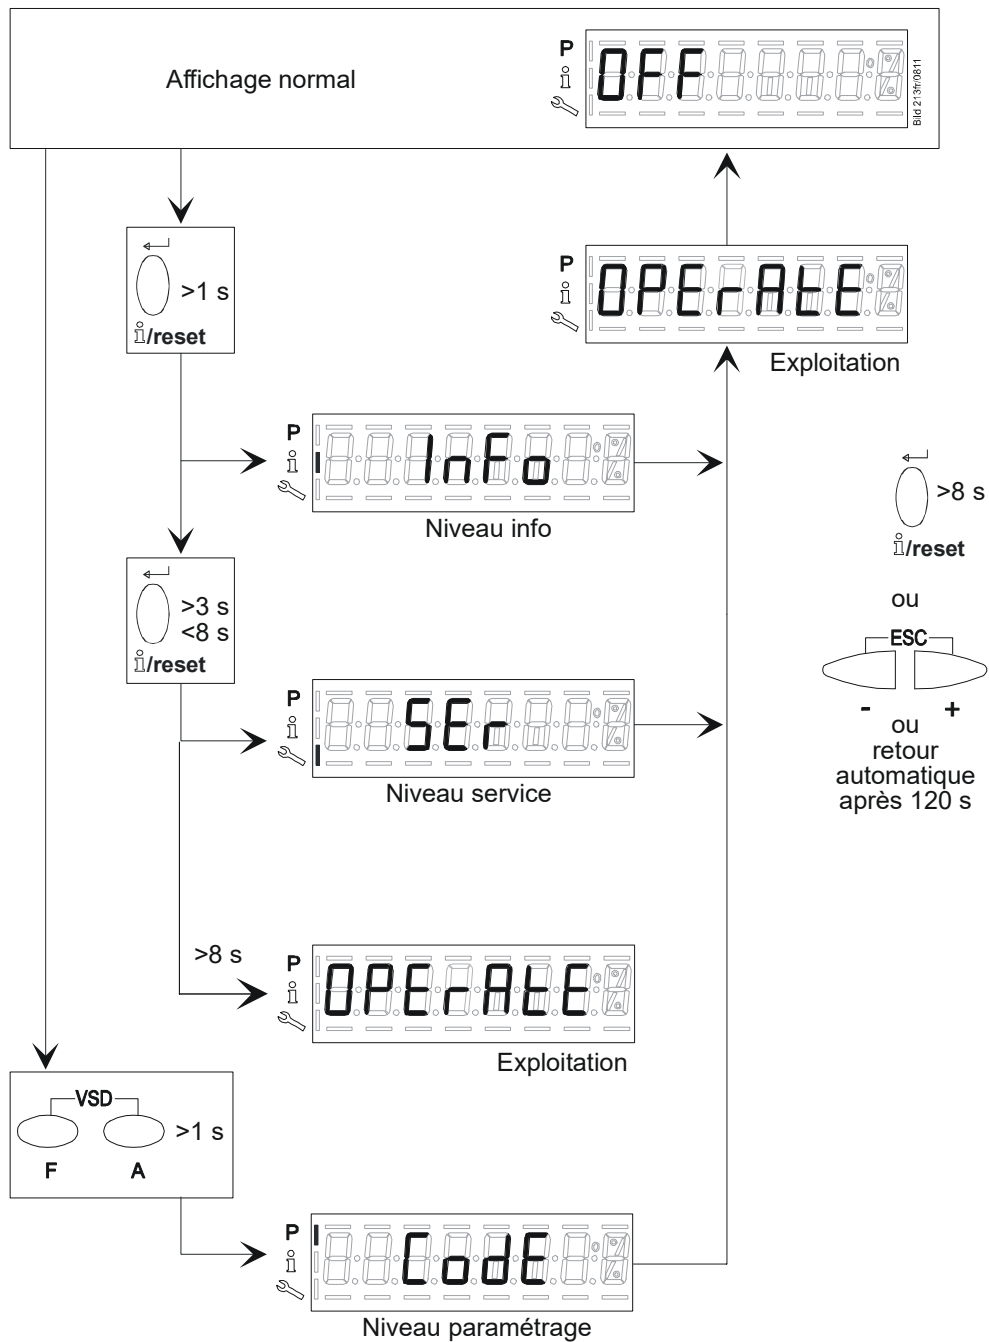 Affichage normal
P
OFF
Bild 213fr/0811
>1 s
i/reset
P
OPErAtE
Exploitation
P
InFo
Niveau info
>8 s
i/reset
ou
ESC
- +
ou
retour
automatique
après 120 s
>3 s
<8 s
i/reset
P
SEr
Niveau service
>8 s
P
OPErAtE
Exploitation
VSD
>1 s
F A
P
CodE
Niveau paramétrage